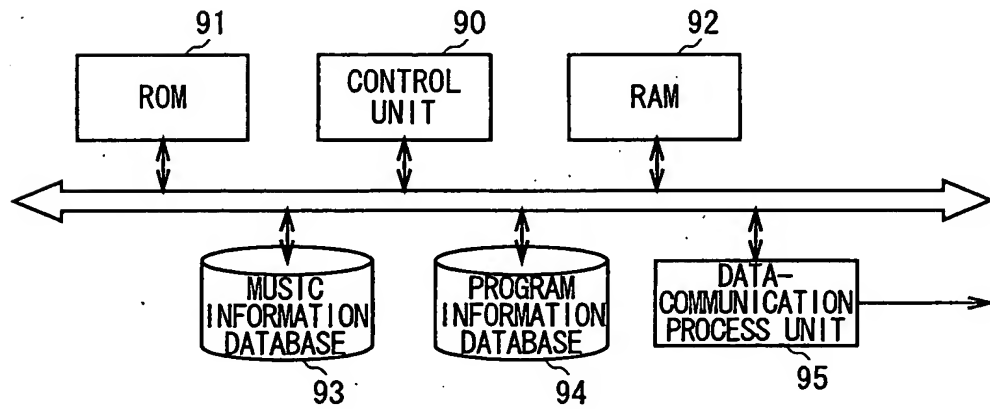 91
90
92
ROM
CONTROL
UNIT
RAM
MUSIC
INFORMATION
DATABASE
PROGRAM
INFORMATION
DATABASE
DATA-
COMMUNICATION
PROCESS UNIT
93
94
95